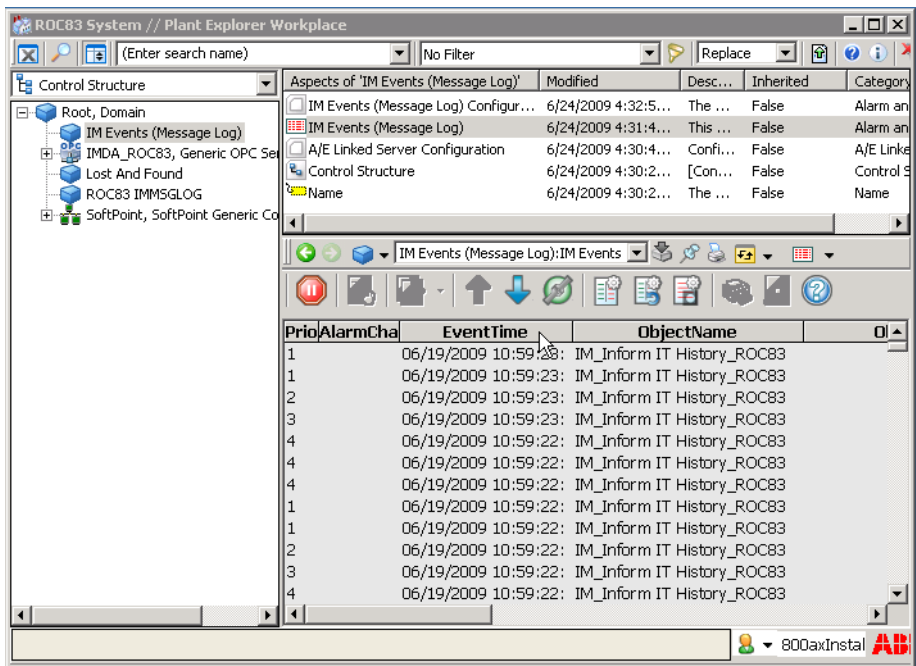 ROC83 System // Plant Explorer Workplace
(Enter search name) No Filter Replace
Control Structure
Root, Domain
IM Events (Message Log)
OPC IMDA_ROC83, Generic OPC Ser
Lost And Found
ROC83 IMMSGLOG
SoftPoint, SoftPoint Generic Co
Aspects of 'IM Events (Message Log)' Modified Desc... Inherited Category
IM Events (Message Log) Configur... 6/24/2009 4:32:5... The ... False Alarm an
IM Events (Message Log) 6/24/2009 4:31:4... This ... False Alarm an
A/E Linked Server Configuration 6/24/2009 4:30:4... Confi... False A/E Linke
Control Structure 6/24/2009 4:30:2... [Con... False Control S
Name 6/24/2009 4:30:2... The ... False Name
IM Events (Message Log):IM Events
Prio AlarmCha EventTime ObjectName O
1 06/19/2009 10:59:23: IM_Inform IT History_ROC83
1 06/19/2009 10:59:23: IM_Inform IT History_ROC83
2 06/19/2009 10:59:23: IM_Inform IT History_ROC83
3 06/19/2009 10:59:23: IM_Inform IT History_ROC83
4 06/19/2009 10:59:22: IM_Inform IT History_ROC83
4 06/19/2009 10:59:22: IM_Inform IT History_ROC83
4 06/19/2009 10:59:22: IM_Inform IT History_ROC83
1 06/19/2009 10:59:22: IM_Inform IT History_ROC83
1 06/19/2009 10:59:22: IM_Inform IT History_ROC83
2 06/19/2009 10:59:22: IM_Inform IT History_ROC83
3 06/19/2009 10:59:22: IM_Inform IT History_ROC83
4 06/19/2009 10:59:22: IM_Inform IT History_ROC83
800axInstal ABB